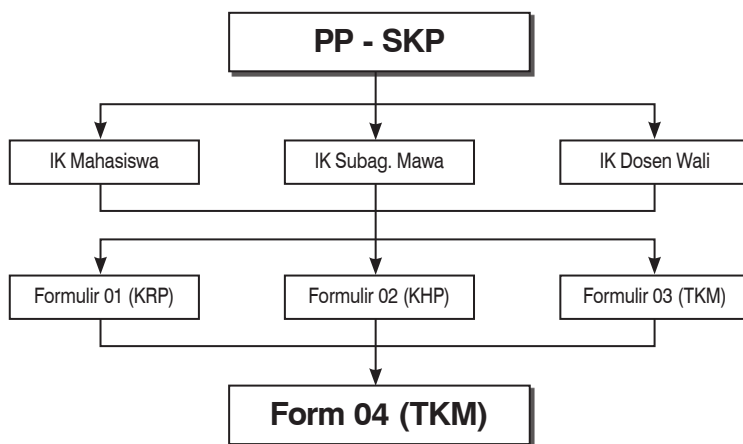 PP - SKP
IK Mahasiswa
IK Subag. Mawa
IK Dosen Wali
Formulir 01 (KRP)
Formulir 02 (KHP)
Formulir 03 (TKM)
Form 04 (TKM)